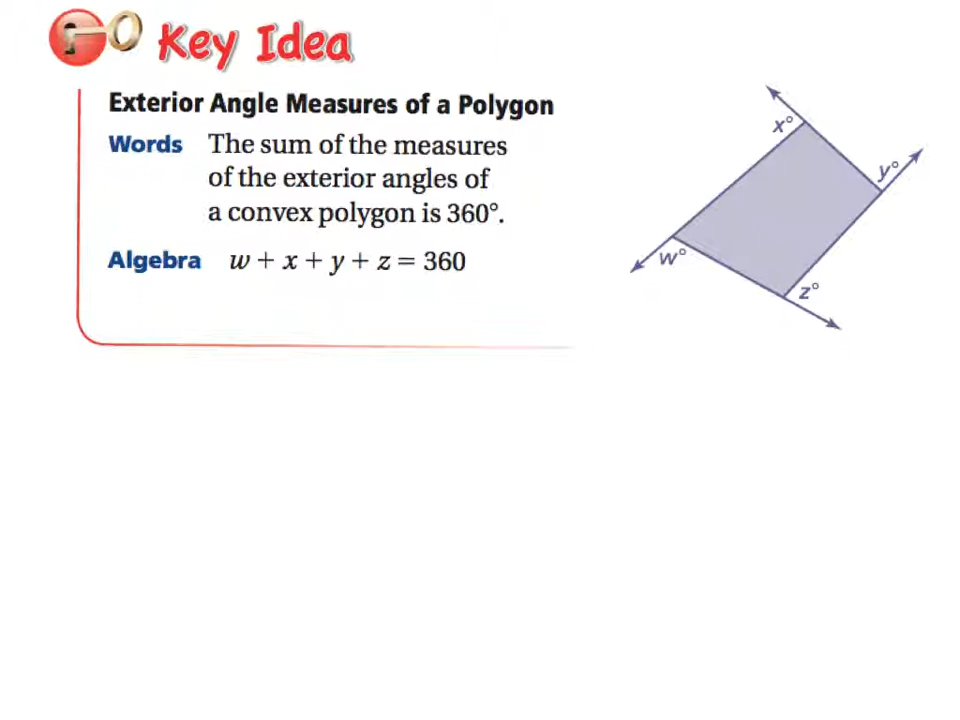 Key Idea
Exterior Angle Measures of a Polygon
Words The sum of the measures
of the exterior angles of
a convex polygon is 360°.
Algebra w + x + y + z = 360
x°
y°
w°
z°